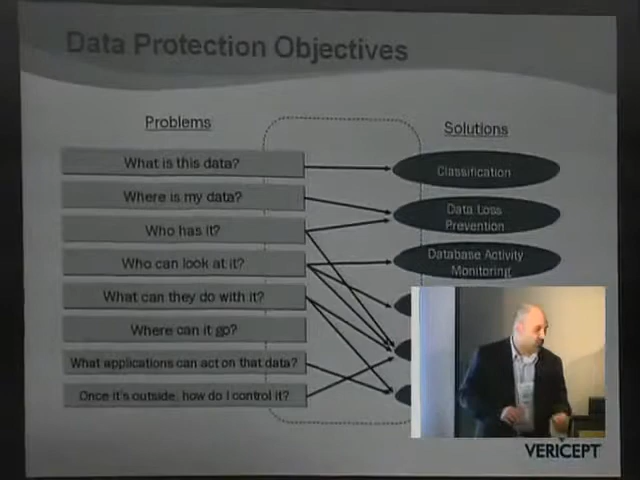 Data Protection Objectives
Problems
Solutions
What is this data?
Classification
Where is my data?
Data Loss
Prevention
Who has it?
Who can look at it?
Database Activity
Monitoring
What can they do with it?
Where can it go?
What applications can act on that data?
Once it's outside, how do I control it?
VERICEPT